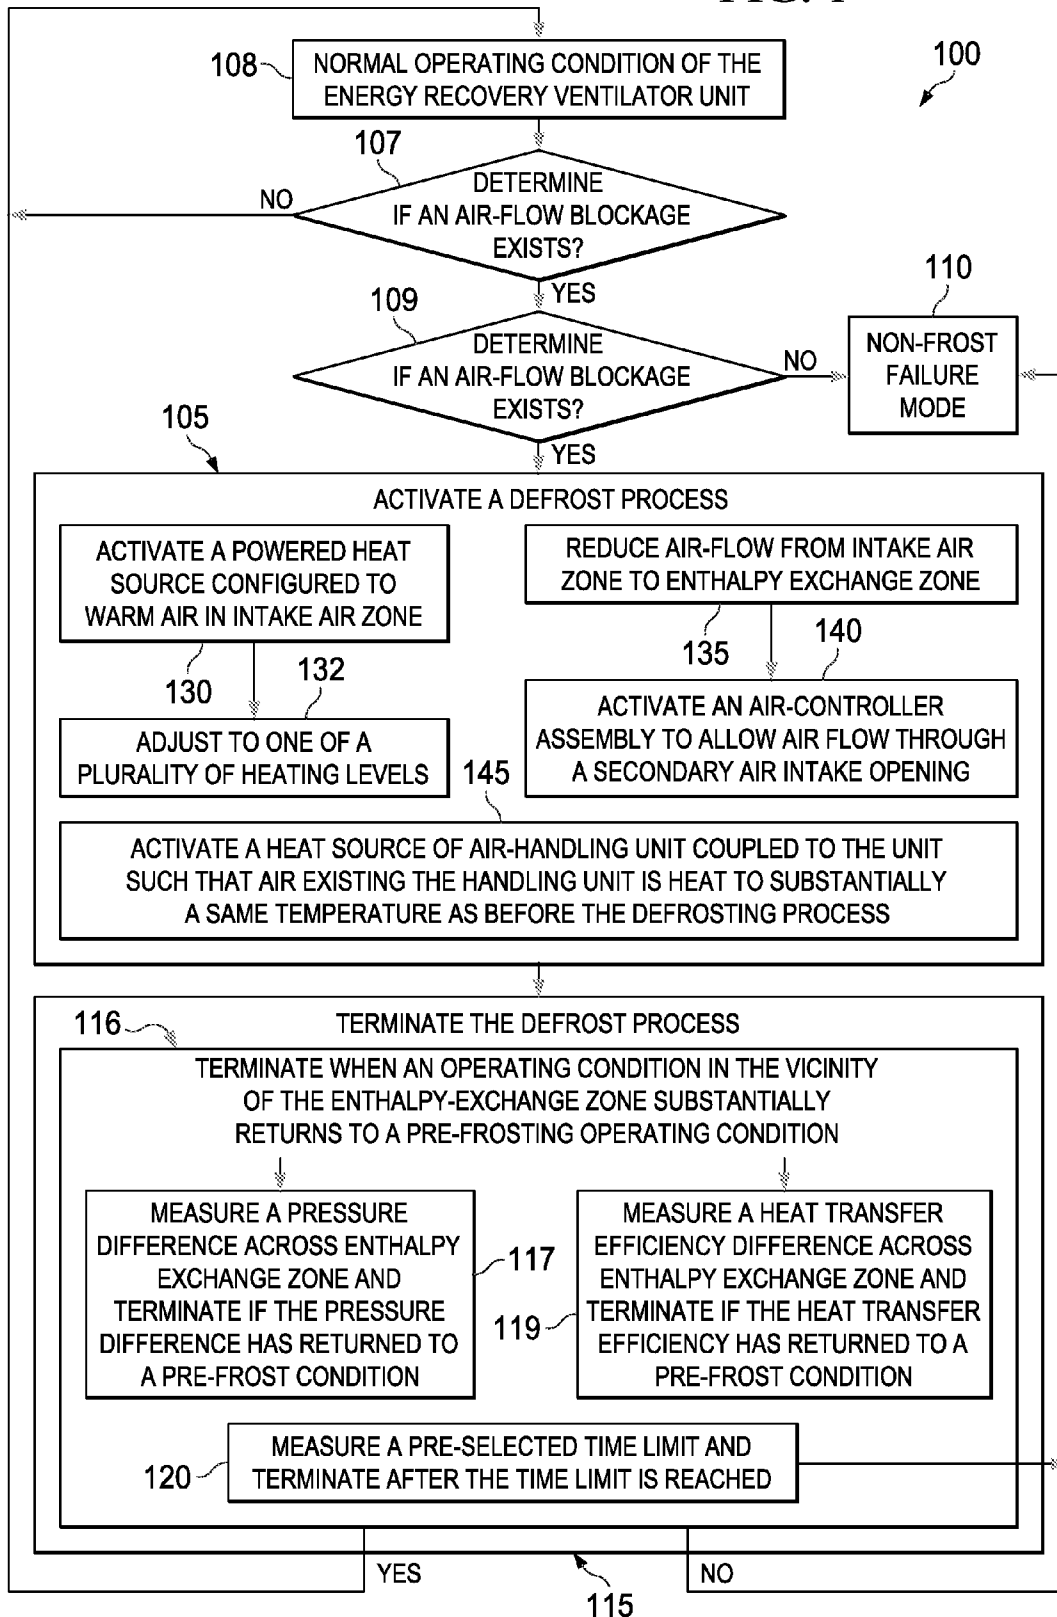 108
NORMAL OPERATING CONDITION OF THE
ENERGY RECOVERY VENTILATOR UNIT
100
107
DETERMINE
IF AN AIR-FLOW BLOCKAGE
EXISTS?
NO
YES
109
DETERMINE
IF AN AIR-FLOW BLOCKAGE
EXISTS?
NO
110
NON-FROST
FAILURE
MODE
YES
105
ACTIVATE A DEFROST PROCESS
ACTIVATE A POWERED HEAT
SOURCE CONFIGURED TO
WARM AIR IN INTAKE AIR ZONE
130
132
ADJUST TO ONE OF A
PLURALITY OF HEATING LEVELS
REDUCE AIR-FLOW FROM INTAKE AIR
ZONE TO ENTHALPY EXCHANGE ZONE
135
140
ACTIVATE AN AIR-CONTROLLER
ASSEMBLY TO ALLOW AIR FLOW THROUGH
A SECONDARY AIR INTAKE OPENING
145
ACTIVATE A HEAT SOURCE OF AIR-HANDLING UNIT COUPLED TO THE UNIT
SUCH THAT AIR EXISTING THE HANDLING UNIT IS HEAT TO SUBSTANTIALLY
A SAME TEMPERATURE AS BEFORE THE DEFROSTING PROCESS
TERMINATE THE DEFROST PROCESS
116
TERMINATE WHEN AN OPERATING CONDITION IN THE VICINITY
OF THE ENTHALPY-EXCHANGE ZONE SUBSTANTIALLY
RETURNS TO A PRE-FROSTING OPERATING CONDITION
MEASURE A PRESSURE
DIFFERENCE ACROSS ENTHALPY
EXCHANGE ZONE AND
TERMINATE IF THE PRESSURE
DIFFERENCE HAS RETURNED TO
A PRE-FROST CONDITION
117
MEASURE A HEAT TRANSFER
EFFICIENCY DIFFERENCE ACROSS
ENTHALPY EXCHANGE ZONE AND
TERMINATE IF THE HEAT TRANSFER
EFFICIENCY HAS RETURNED TO A
PRE-FROST CONDITION
119
120
MEASURE A PRE-SELECTED TIME LIMIT AND
TERMINATE AFTER THE TIME LIMIT IS REACHED
YES
NO
115